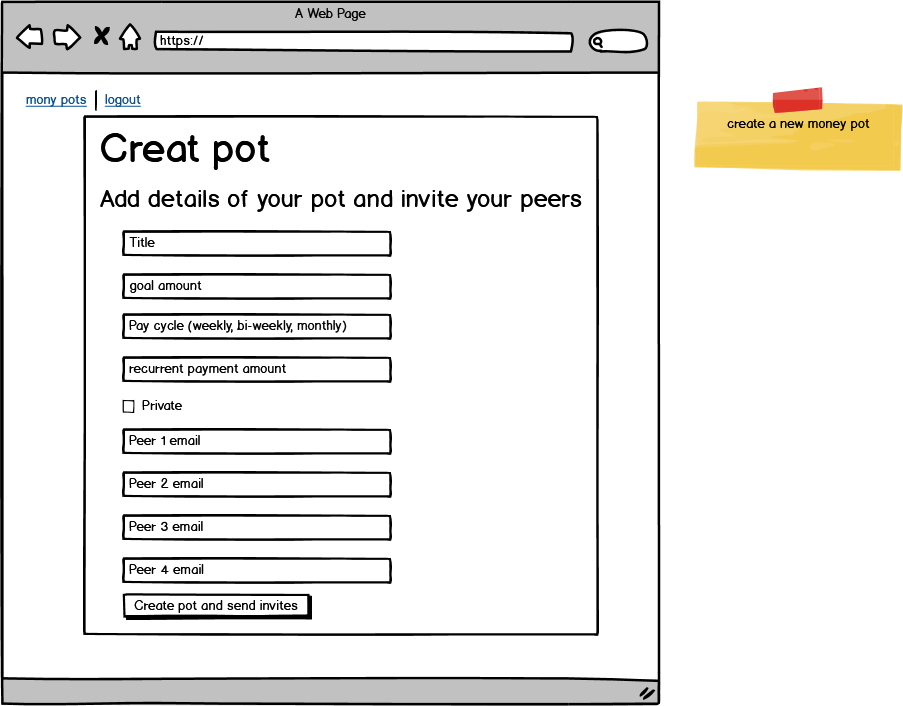 A Web Page
https://
mony pots
logout
create a new money pot
Creat pot
Add details of your pot and invite your peers
Title
goal amount
Pay cycle (weekly, bi-weekly, monthly)
recurrent payment amount
Private
Peer 1 email
Peer 2 email
Peer 3 email
Peer 4 email
Create pot and send invites